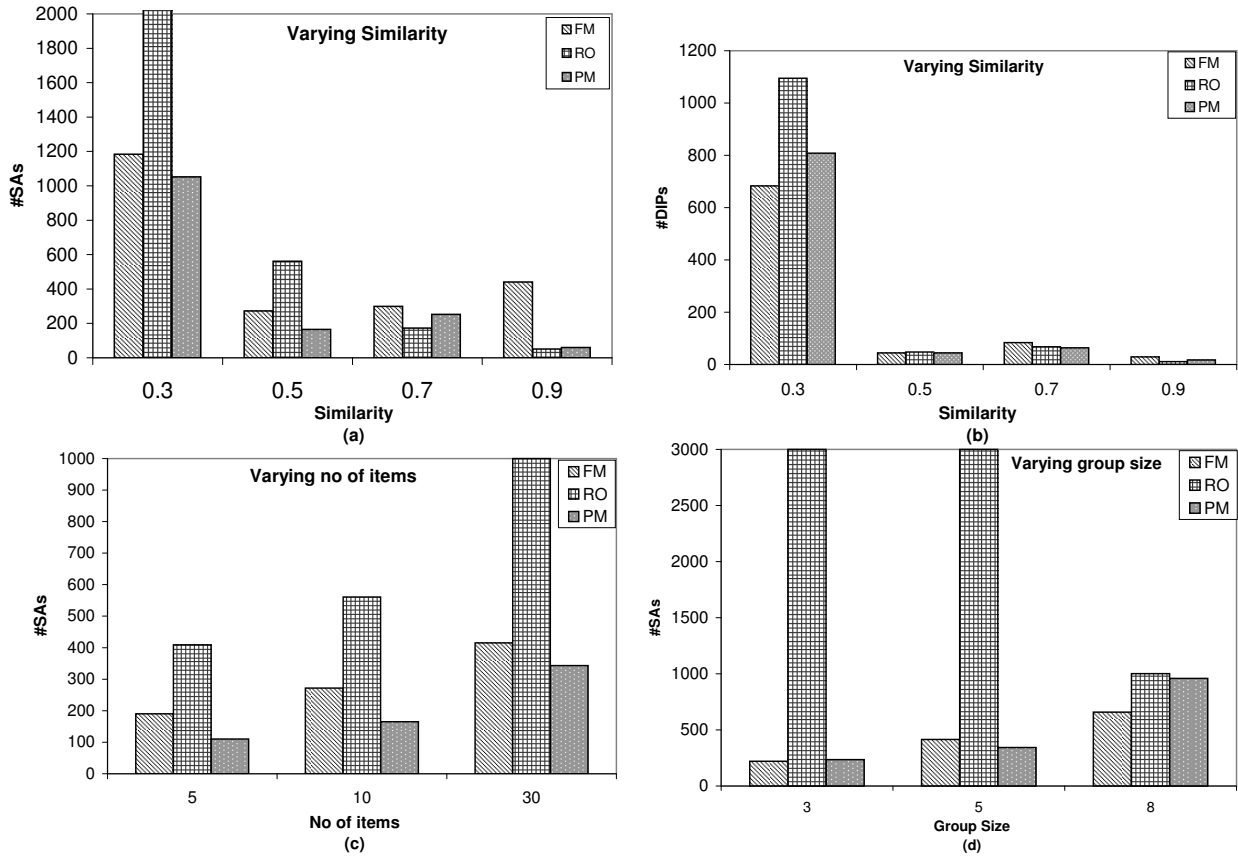 Varying Similarity
FM
RO
PM
2000
1800
1600
1400
1200
1000
800
600
400
200
0
#SAs
0.3 0.5 0.7 0.9
Similarity
(a)
Varying Similarity
FM
RO
PM
1200
1000
800
600
400
200
0
#DIPs
0.3 0.5 0.7 0.9
Similarity
(b)
Varying no of items
FM
RO
PM
1000
900
800
700
600
500
400
300
200
100
0
#SAs
5 10 30
No of items
(c)
Varying group size
FM
RO
PM
3000
2500
2000
1500
1000
500
0
#SAs
3 5 8
Group Size
(d)